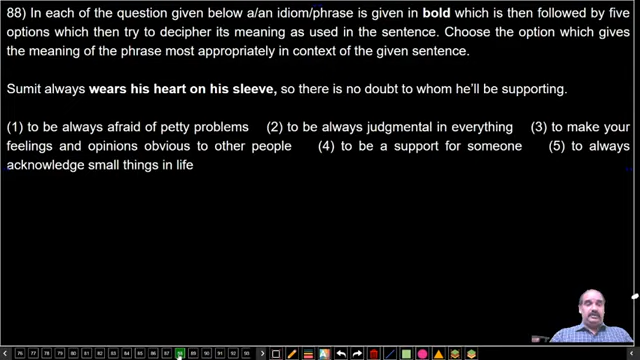 88) In each of the question given below a/an idiom/phrase is given in bold which is then followed by five
options which then try to decipher its meaning as used in the sentence. Choose the option which gives
the meaning of the phrase most appropriately in context of the given sentence.
Sumit always wears his heart on his sleeve, so there is no doubt to whom he'll be supporting.
(1) to be always afraid of petty problems (2) to be always judgmental in everything (3) to make your
feelings and opinions obvious to other people (4) to be a support for someone (5) to always
acknowledge small things in life
76 77 78 79 80 81 82 83 84 85 86 87 88 89 90 91 92 93